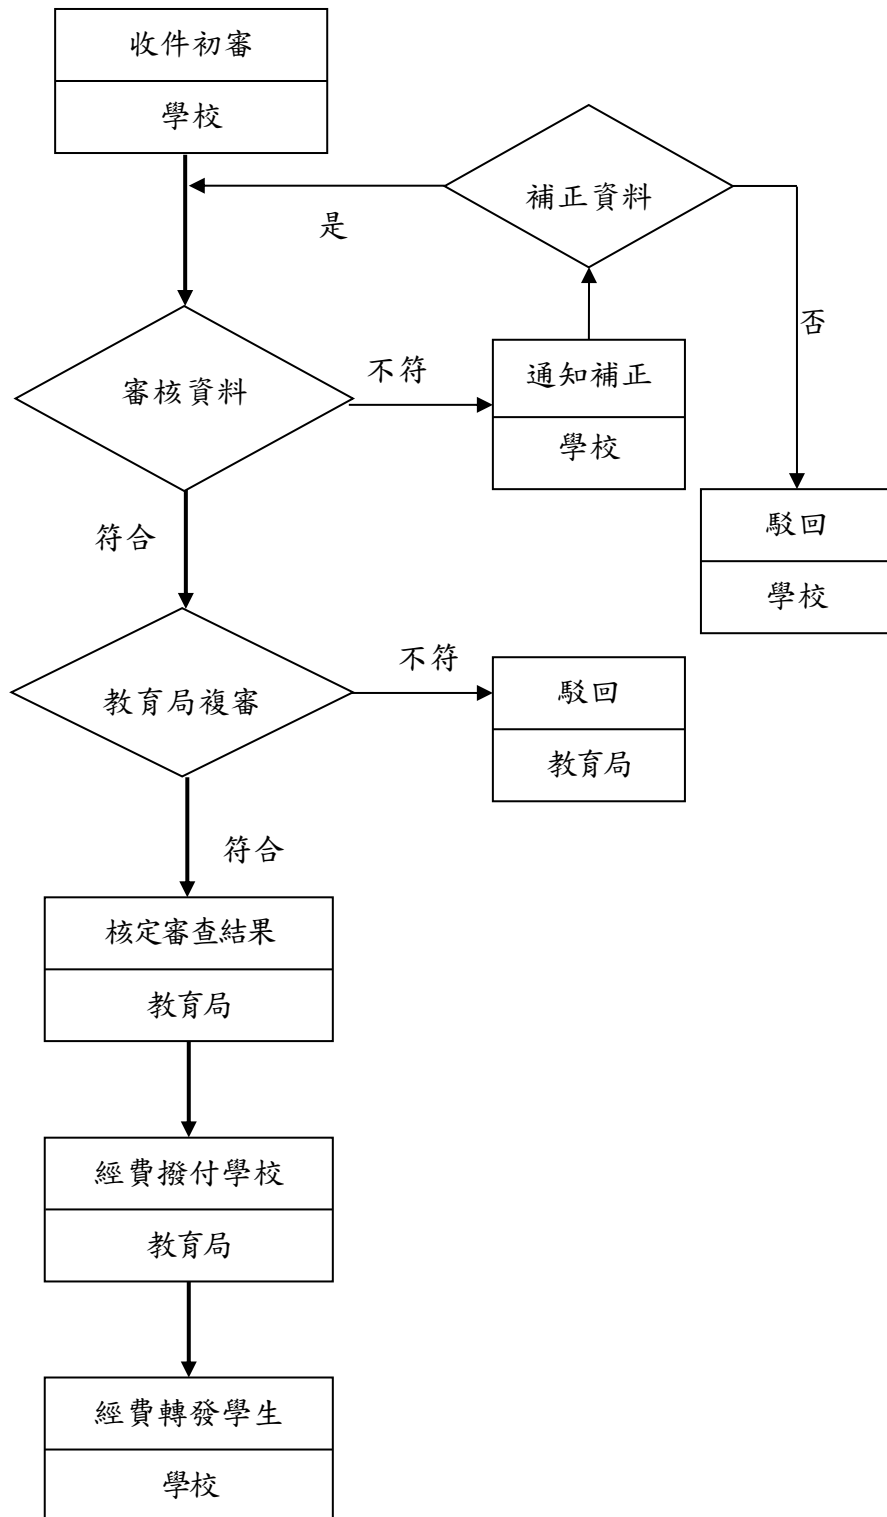 收件初審
學校
補正資料
是
否
審核資料
不符
通知補正
學校
駁回
學校
符合
教育局複審
不符
駁回
教育局
符合
核定審查結果
教育局
經費撥付學校
教育局
經費轉發學生
學校